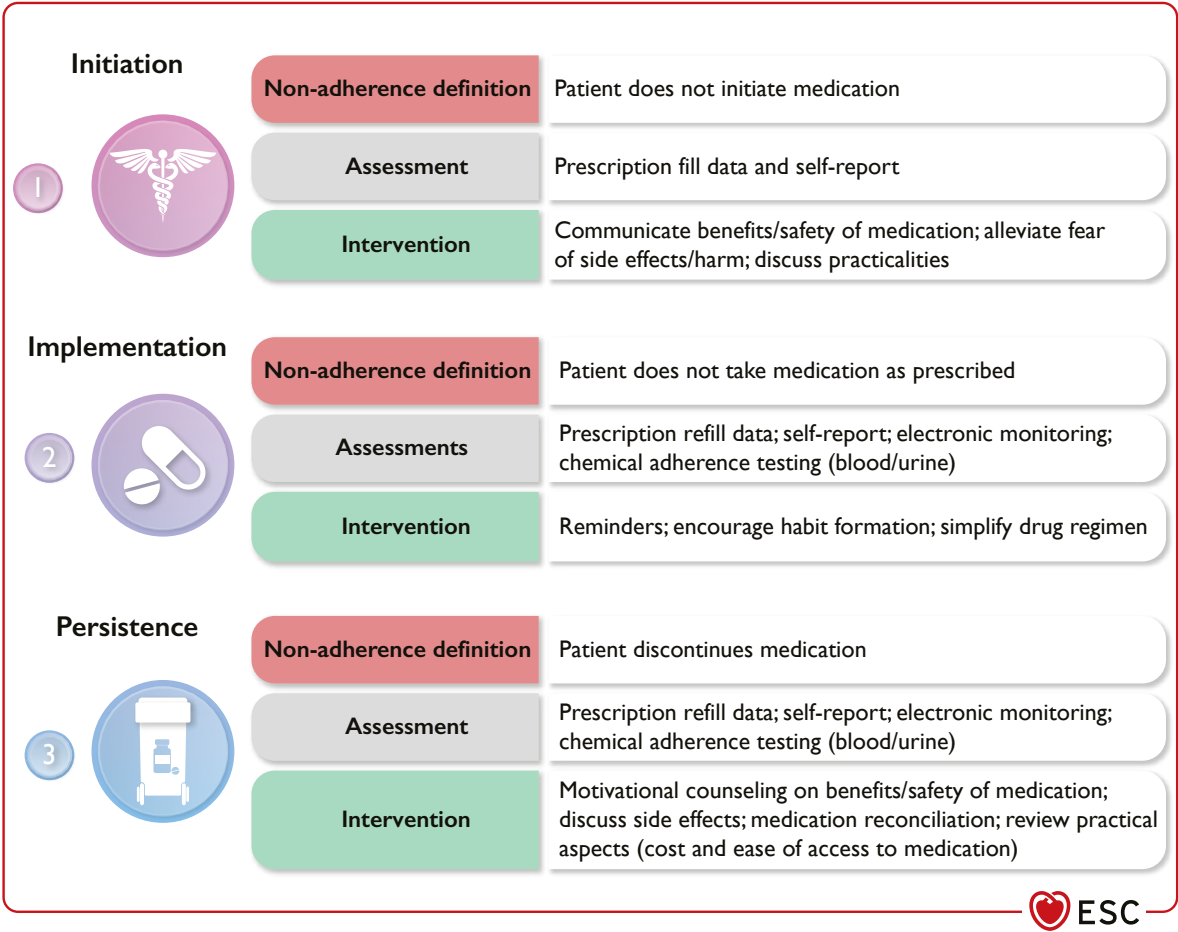 Initiation
1
Non-adherence definition
Patient does not initiate medication
Assessment
Prescription fill data and self-report
Intervention
Communicate benefits/safety of medication; alleviate fear
of side effects/harm; discuss practicalities
Implementation
2
Non-adherence definition
Patient does not take medication as prescribed
Assessments
Prescription refill data; self-report; electronic monitoring;
chemical adherence testing (blood/urine)
Intervention
Reminders; encourage habit formation; simplify drug regimen
Persistence
3
Non-adherence definition
Patient discontinues medication
Assessment
Prescription refill data; self-report; electronic monitoring;
chemical adherence testing (blood/urine)
Intervention
Motivational counseling on benefits/safety of medication;
discuss side effects; medication reconciliation; review practical
aspects (cost and ease of access to medication)
ESC